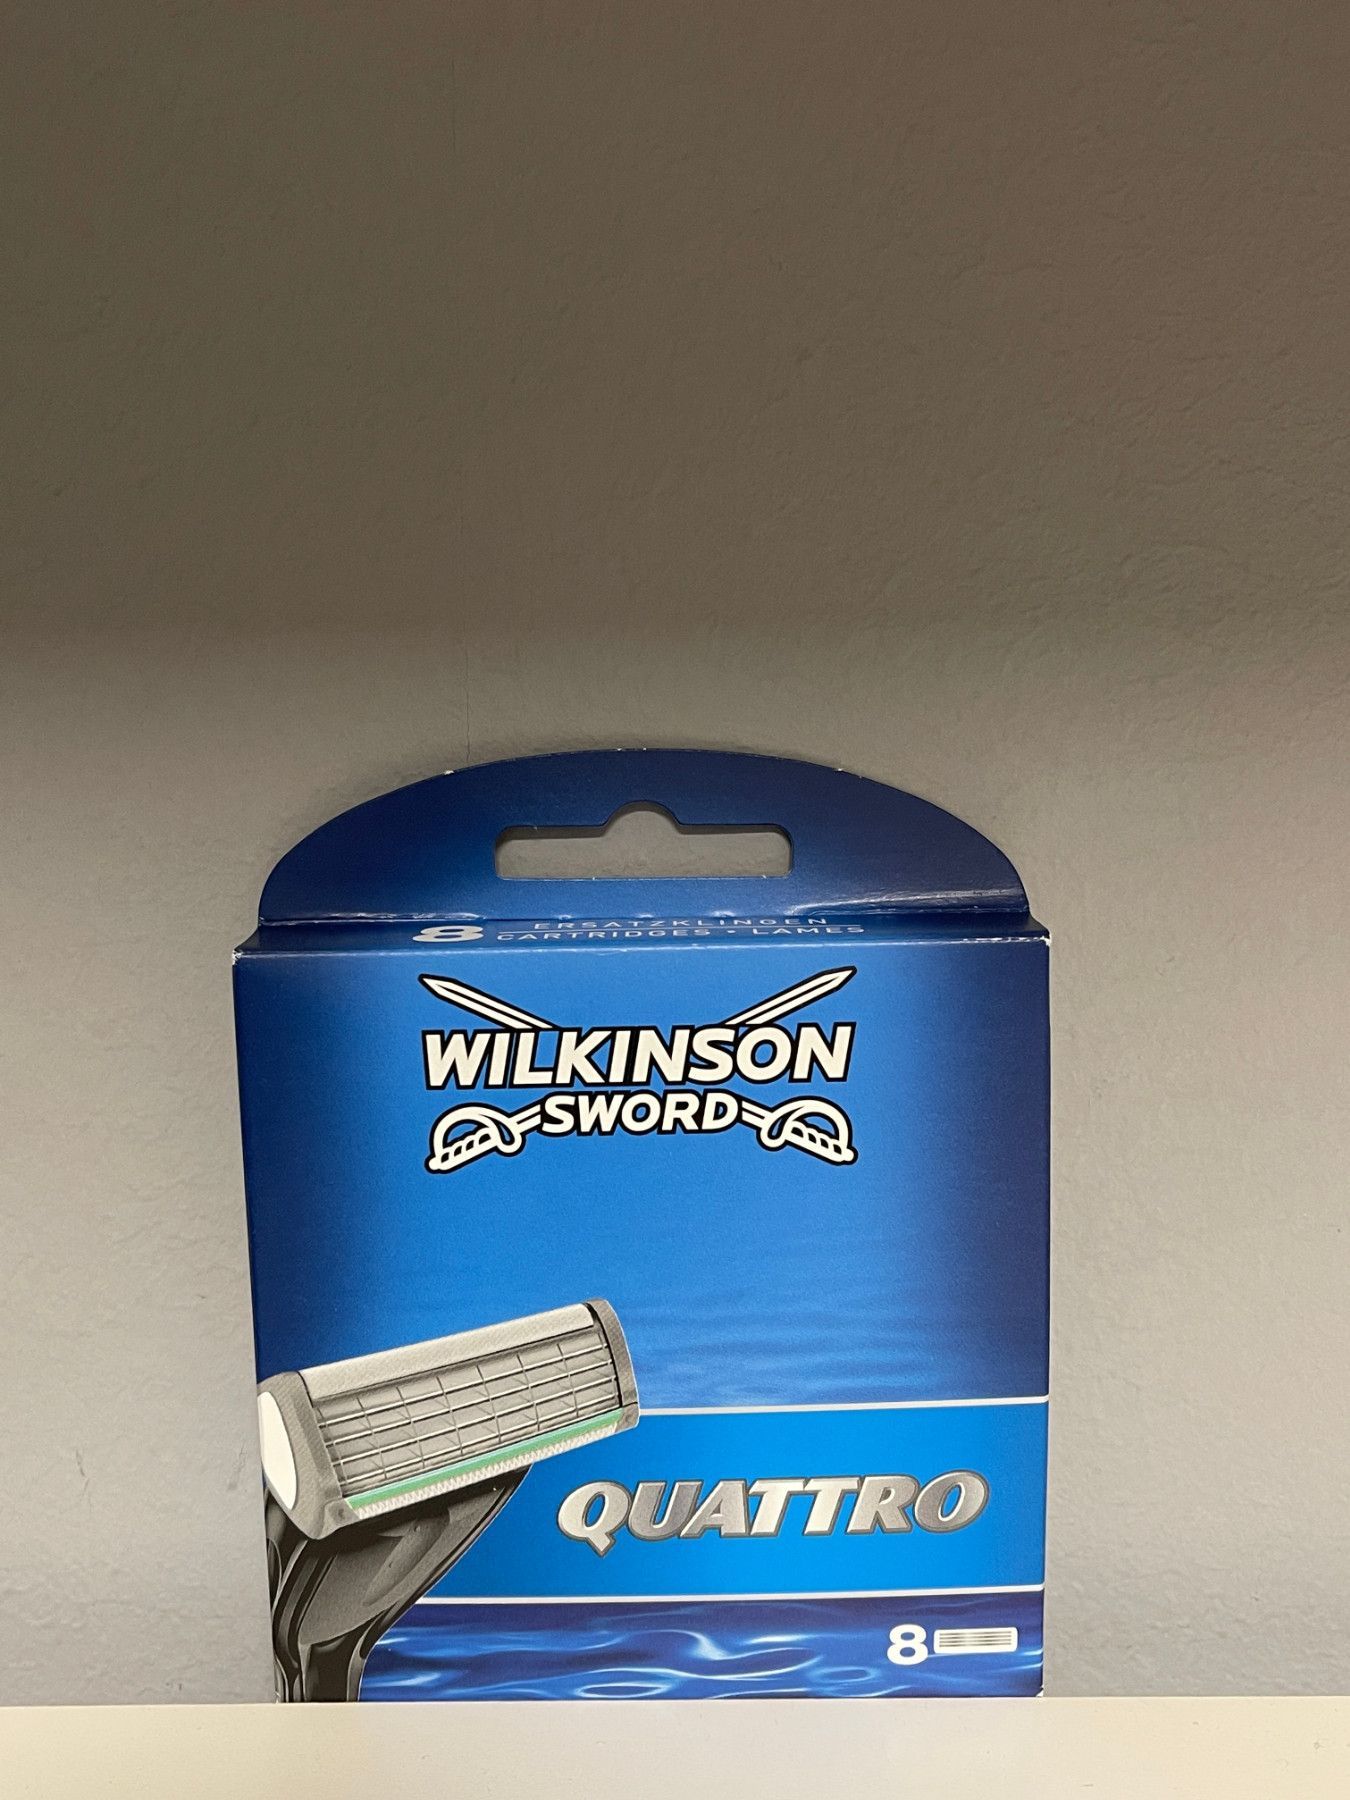 8 ERSATZKLINGEN
CARTRIDGES • LAMES
WILKINSON
SWORD
QUATTRO
8